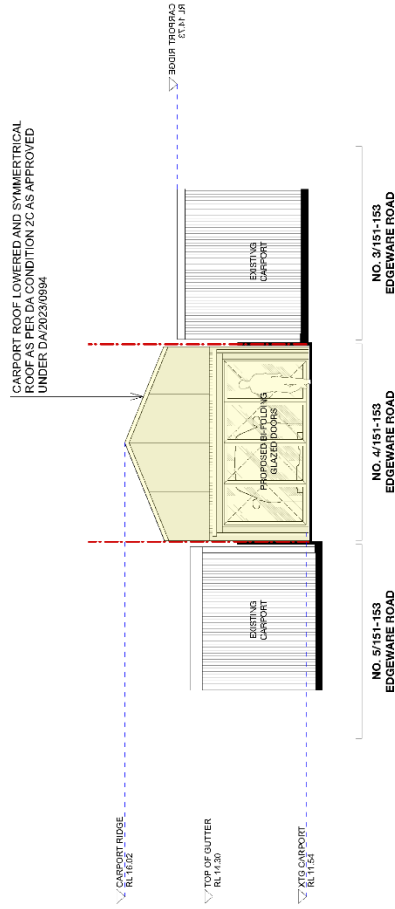 CARPORT ROOF LOWERED AND SYMMERTRICAL
ROOF AS PER DA CONDITION 2C AS APPROVED
UNDER DA/2023/0994
CARPORT RIDGE
RL 14.73
CARPORT RIDGE
RL 16.02
TOP OF GUTTER
RL 14.30
XTG CARPORT
RL 11.54
EXISTING
CARPORT
PROPOSED BI-FOLDING
GLAZED DOORS
EXISTING
CARPORT
NO. 5/151-153
EDGEWARE ROAD
NO. 4/151-153
EDGEWARE ROAD
NO. 3/151-153
EDGEWARE ROAD